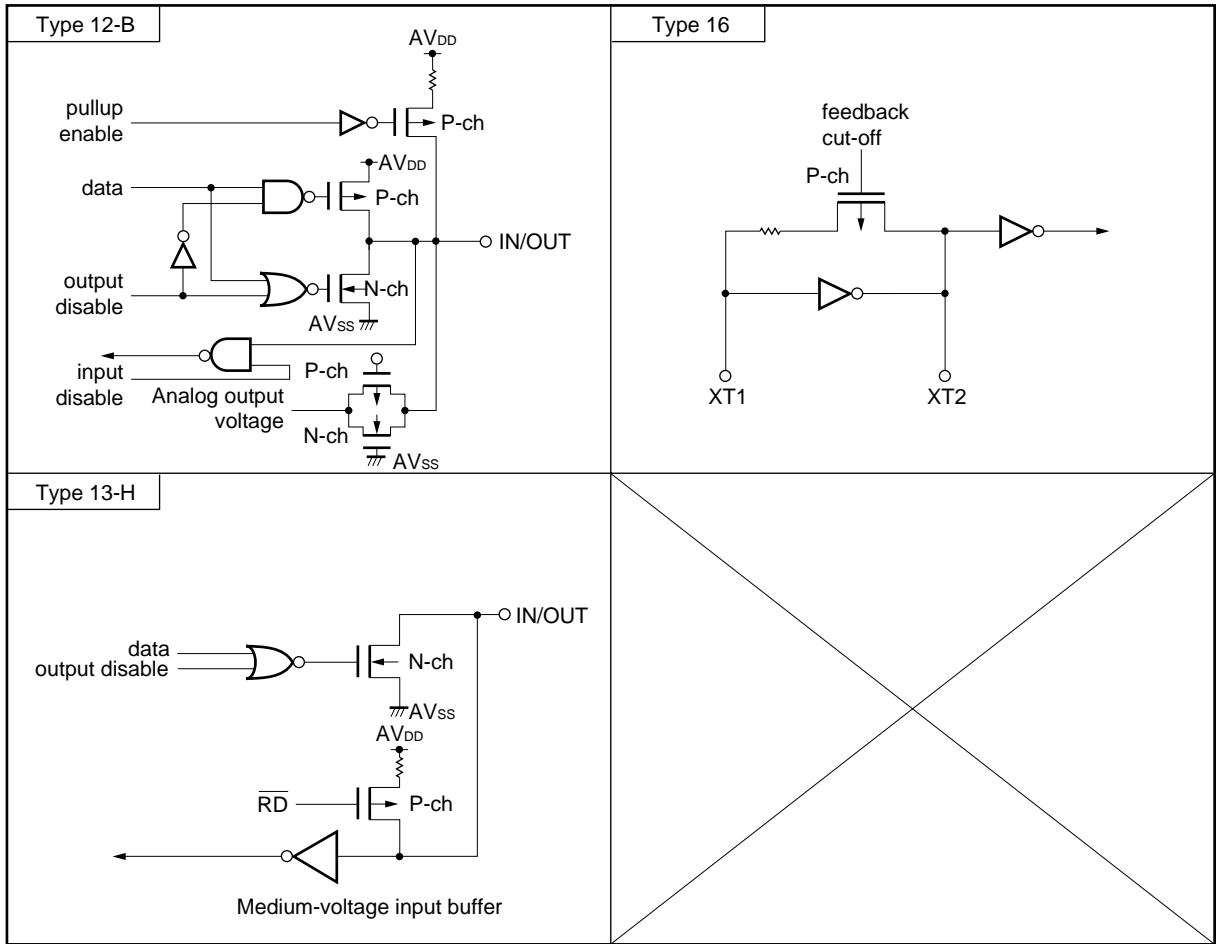 Type 12-B
AVDD
pullup
enable
P-ch
AVDD
data
P-ch
IN/OUT
output
disable
N-ch
AVSS
input
disable
P-ch
Analog output
voltage
N-ch
AVSS
Type 16
feedback
cut-off
P-ch
XT1
XT2
Type 13-H
IN/OUT
data
output disable
N-ch
AVSS
AVDD
RD
P-ch
Medium-voltage input buffer